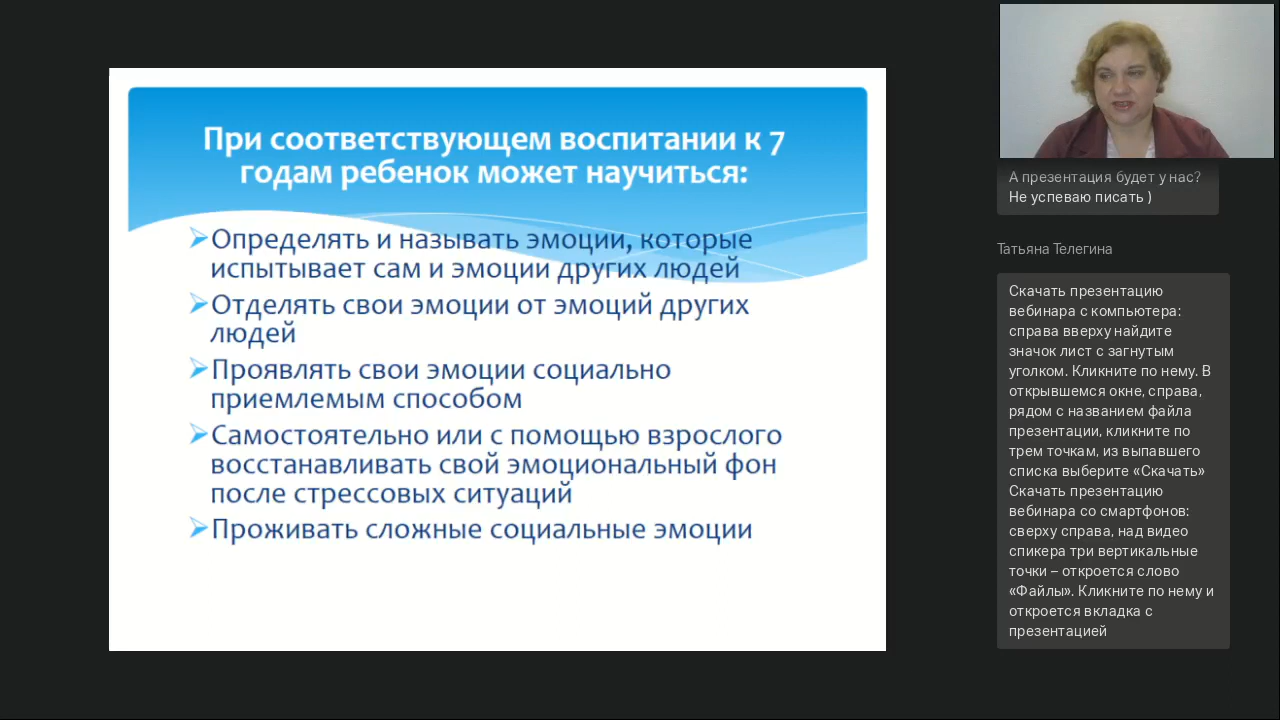 При соответствующем воспитании к 7
годам ребенок может научиться:
➢Определять и называть эмоции, которые
испытывает сам и эмоции других людей
➢Отделять свои эмоции от эмоций других
людей
➢Проявлять свои эмоции социально
приемлемым способом
➢Самостоятельно или с помощью взрослого
восстанавливать свой эмоциональный фон
после стрессовых ситуаций
➢Проживать сложные социальные эмоции
А презентация будет у нас?
Не успеваю писать )
Татьяна Телегина
Скачать презентацию
вебинара с компьютера:
справа вверху найдите
значок лист с загнутым
уголком. Кликните по нему. В
открывшемся окне, справа,
рядом с названием файла
презентации, кликните по
трем точкам, из выпавшего
списка выберите «Скачать»
Скачать презентацию
вебинара со смартфонов:
сверху справа, над видео
спикера три вертикальные
точки – откроется слово
«Файлы». Кликните по нему и
откроется вкладка с
презентацией